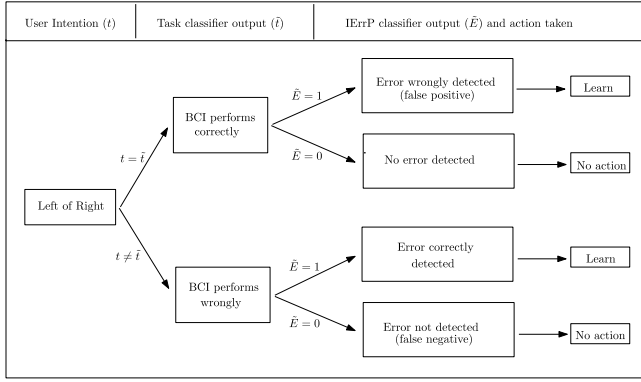 User Intention (t)
Task classifier output (t̃)
IErrP classifier output (Ẽ) and action taken
Error wrongly detected
(false positive)
Learn
Ẽ = 1
BCI performs
correctly
Ẽ = 0
No error detected
No action
t = t̃
Left of Right
t ≠ t̃
Error correctly
detected
Learn
Ẽ = 1
BCI performs
wrongly
Ẽ = 0
Error not detected
(false negative)
No action